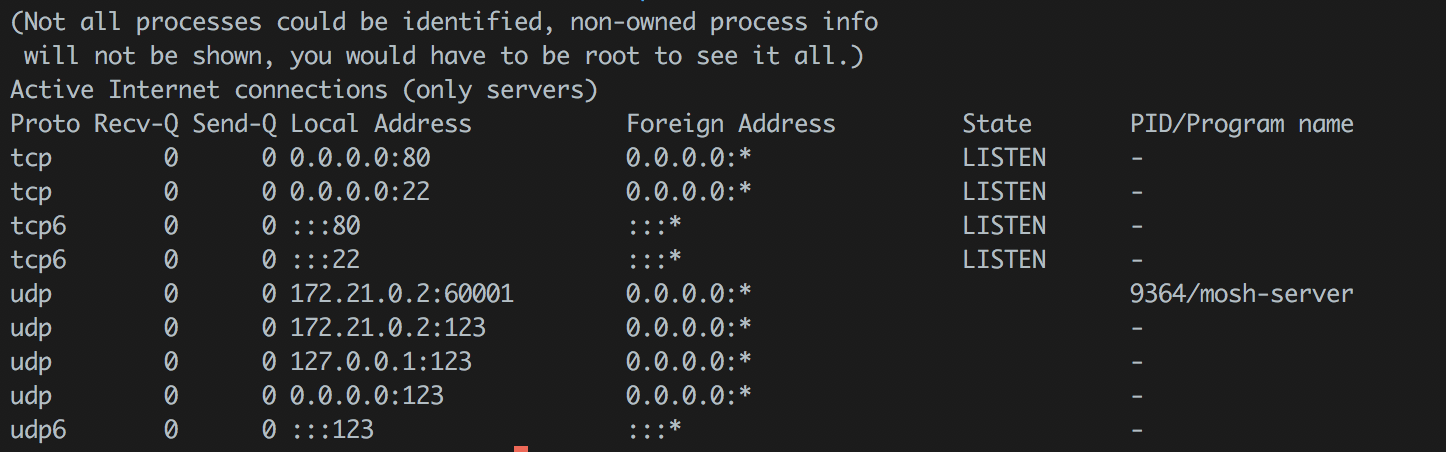 (Not all processes could be identified, non-owned process info
 will not be shown, you would have to be root to see it all.)
Active Internet connections (only servers)
Proto Recv-Q Send-Q Local Address           Foreign Address         State       PID/Program name
tcp        0      0 0.0.0.0:80              0.0.0.0:*               LISTEN      -
tcp        0      0 0.0.0.0:22              0.0.0.0:*               LISTEN      -
tcp6       0      0 :::80                   :::*                    LISTEN      -
tcp6       0      0 :::22                   :::*                    LISTEN      -
udp        0      0 172.21.0.2:60001        0.0.0.0:*                           9364/mosh-server
udp        0      0 172.21.0.2:123          0.0.0.0:*                           -
udp        0      0 127.0.0.1:123           0.0.0.0:*                           -
udp        0      0 0.0.0.0:123             0.0.0.0:*                           -
udp6       0      0 :::123                  :::*                                -